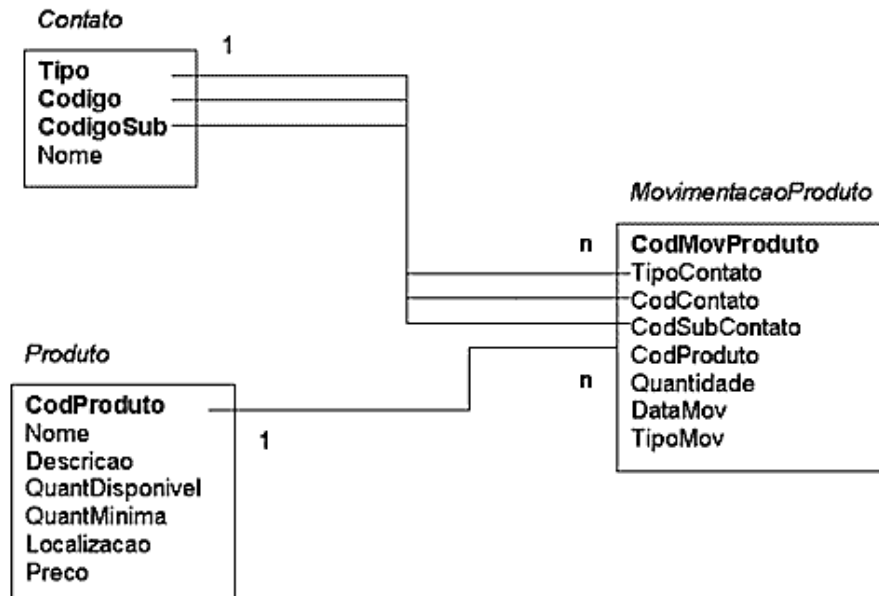 Contato
1
Tipo
Codigo
CodigoSub
Nome
MovimentacaoProduto
n
CodMovProduto
TipoContato
CodContato
CodSubContato
CodProduto
n
Quantidade
DataMov
TipoMov
Produto
1
CodProduto
Nome
Descricao
QuantDisponivel
QuantMinima
Localizacao
Preco